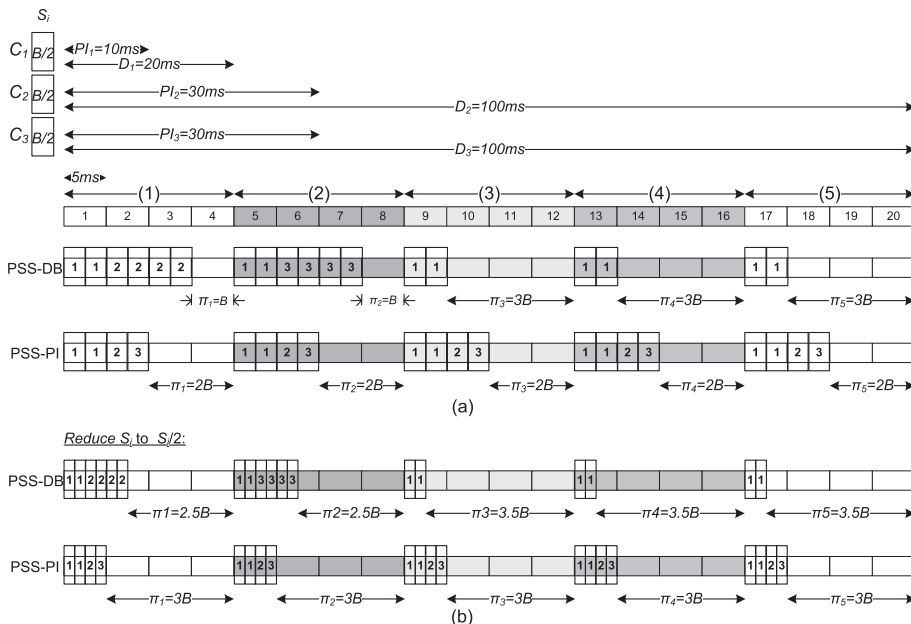 S_i
C_1 B/2 PI_1=10ms
D_1=20ms
C_2 B/2 PI_2=30ms
D_2=100ms
C_3 B/2 PI_3=30ms
D_3=100ms
5ms (1) (2) (3) (4) (5)
1 2 3 4 5 6 7 8 9 10 11 12 13 14 15 16 17 18 19 20
PSS-DB 1 1 2 2 2 2 1 1 3 3 3 3 1 1 1 1 1 1
π_1=B π_2=B π_3=3B π_4=3B π_5=3B
PSS-PI 1 1 2 3 1 1 2 3 1 1 2 3 1 1 2 3 1 1 2 3
π_1=2B π_2=2B π_3=2B π_4=2B π_5=2B
(a)
Reduce S_i to S_i/2:
PSS-DB 1 1 2 2 2 2 1 1 3 3 3 3 1 1 1 1 1 1
π1=2.5B π2=2.5B π3=3.5B π4=3.5B π5=3.5B
PSS-PI 1 1 2 3 1 1 2 3 1 1 2 3 1 1 2 3 1 1 2 3
π_1=3B π_2=3B π_3=3B π_4=3B π_5=3B
(b)